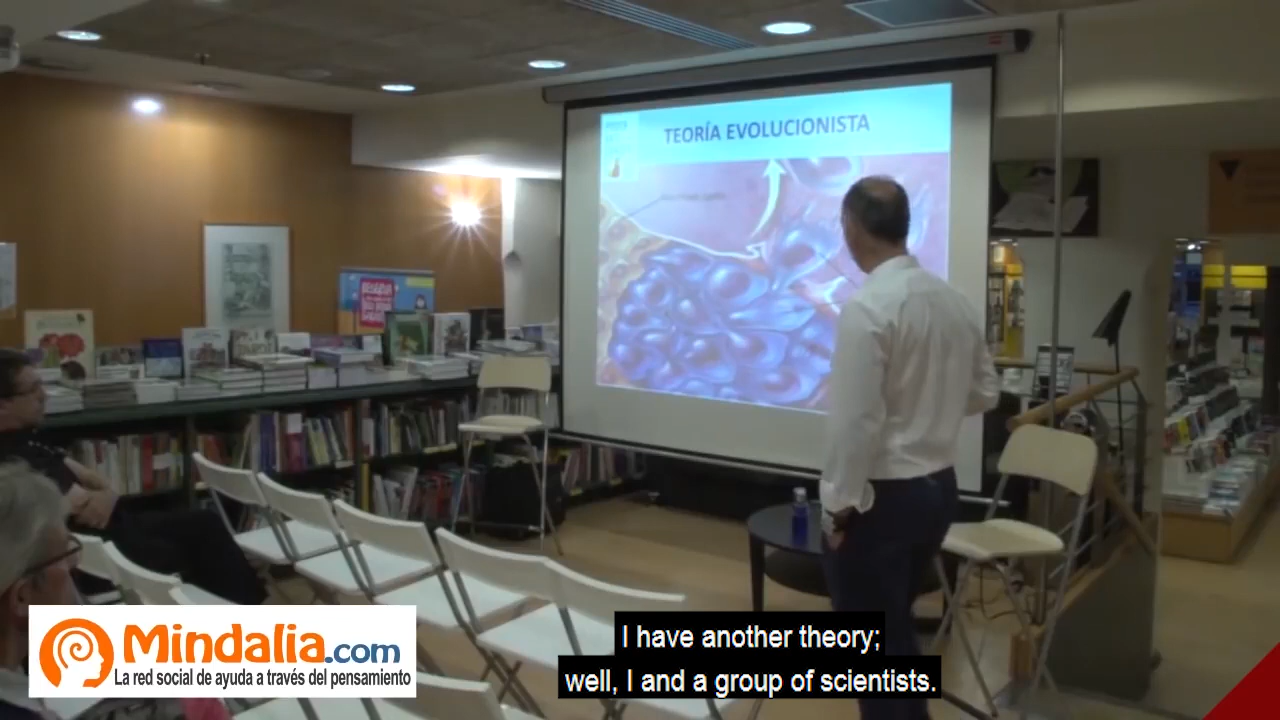 TEORÍA EVOLUCIONISTA
Mindalia.com
La red social de ayuda a través del pensamiento
I have another theory;
well, I and a group of scientists.